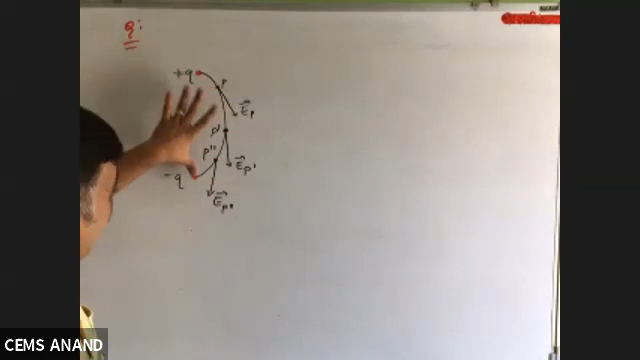 q:
+q
P
E⃗p
P'
P''
E⃗p'
-q
E⃗p''
CEMS ANAND